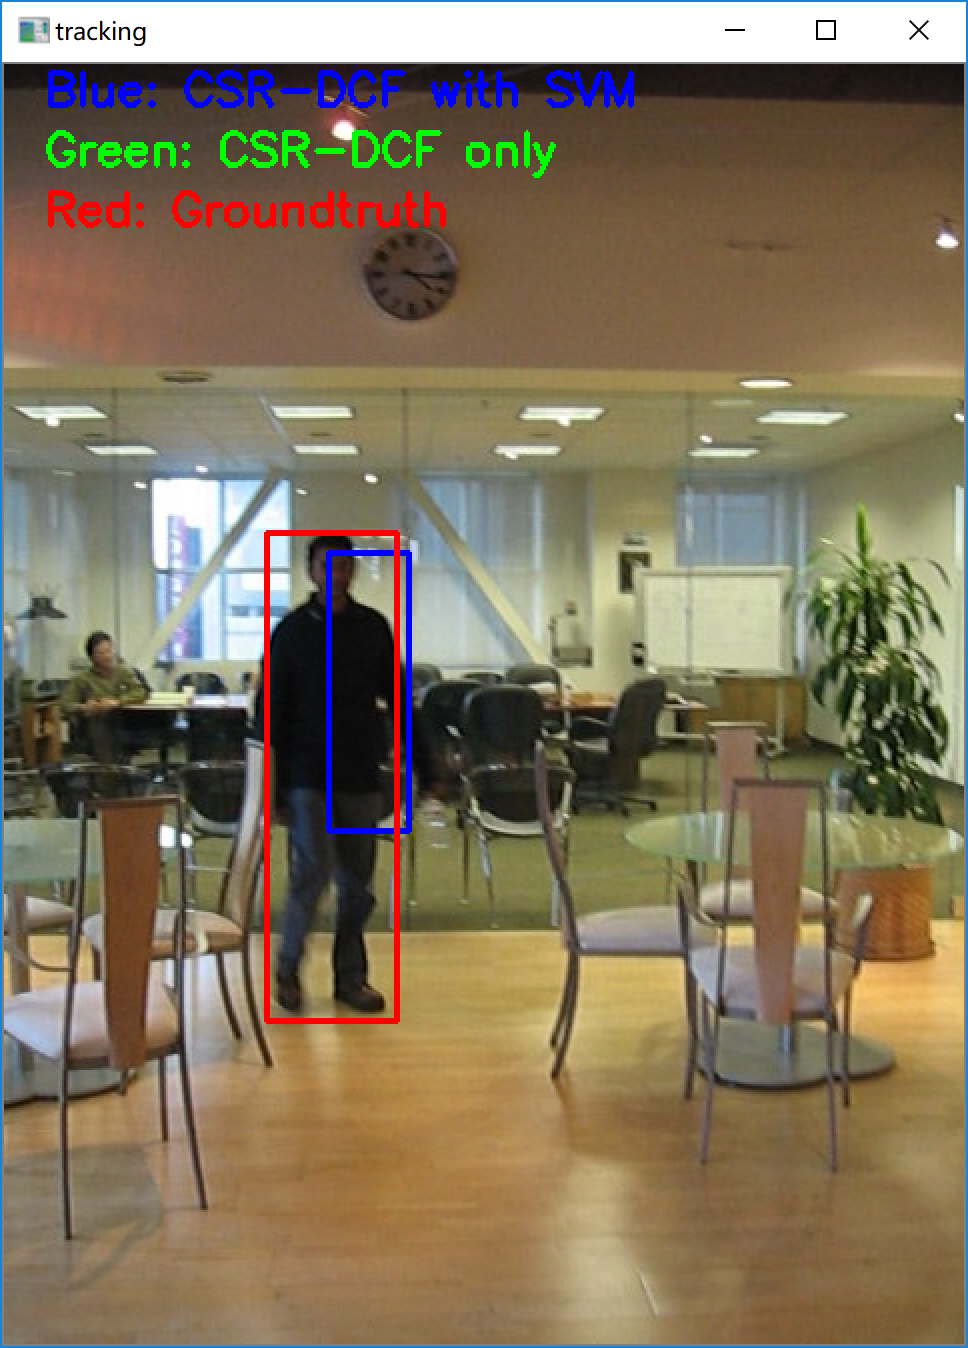 tracking
Blue: CSR-DCF with SVM
Green: CSR-DCF only
Red: Groundtruth